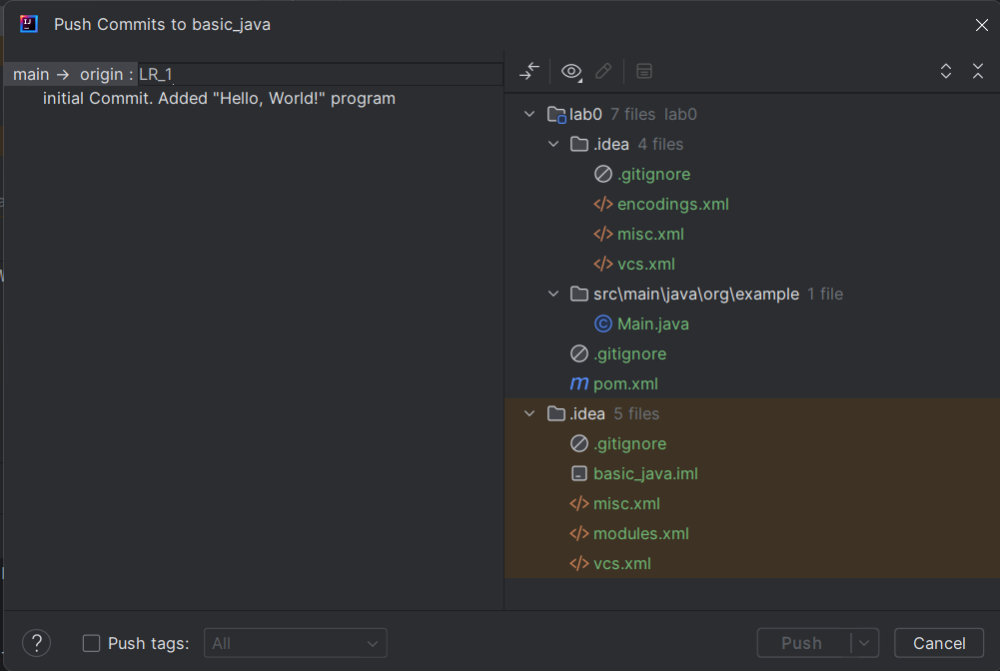 Push Commits to basic_java
main → origin : LR_1
initial Commit. Added "Hello, World!" program
lab0 7 files lab0
.idea 4 files
.gitignore
encodings.xml
misc.xml
vcs.xml
src\main\java\org\example 1 file
Main.java
.gitignore
pom.xml
.idea 5 files
.gitignore
basic_java.iml
misc.xml
modules.xml
vcs.xml
? Push tags: All Push Cancel